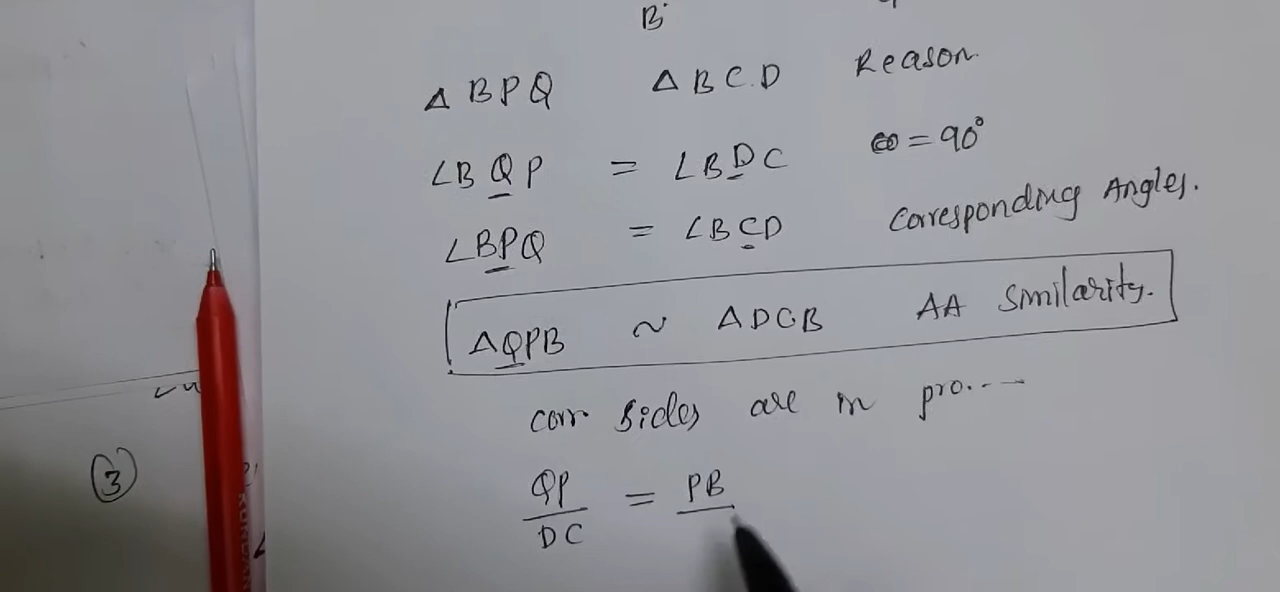 B
Δ BPQ Δ BCD Reason
∠BQP = ∠BDC = 90°
∠BPQ = ∠BCD Corresponding Angles.
ΔQPB ~ ΔDCB AA Similarity.
corr sides are in pro....
QP/DC = PB
3